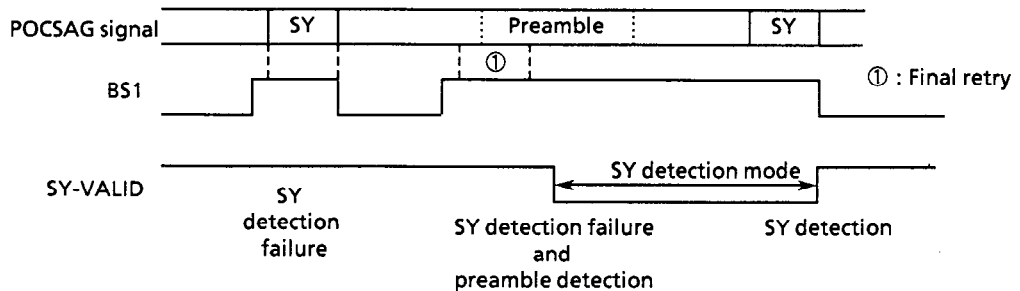 POCSAG signal
SY
Preamble
SY
BS1
①
① : Final retry
SY-VALID
SY detection mode
SY
detection
failure
SY detection failure
and
preamble detection
SY detection